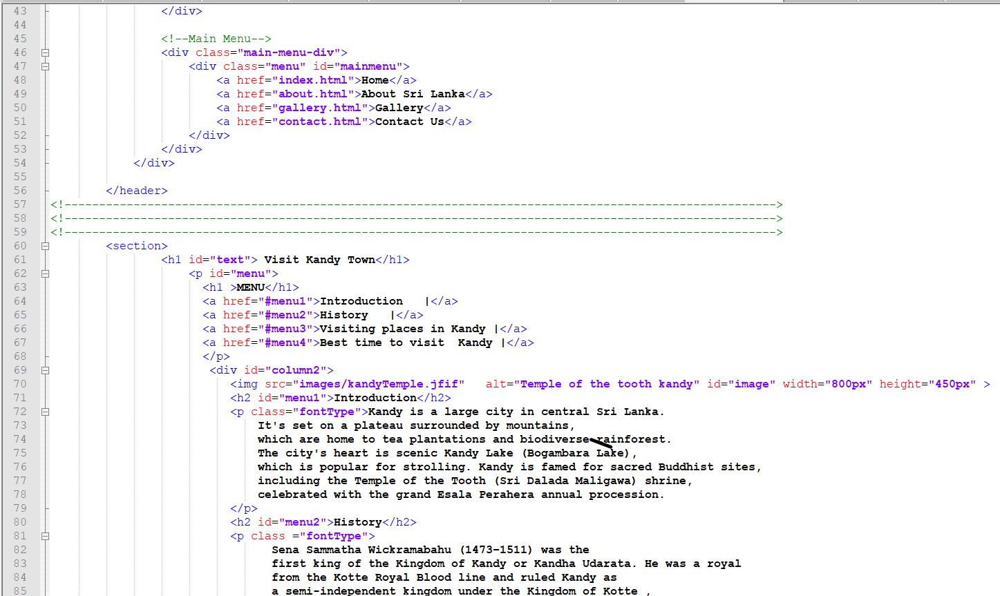 43 </div>
44
45 <!--Main Menu-->
46 <div class="main-menu-div">
47 <div class="menu" id="mainmenu">
48 <a href="index.html">Home</a>
49 <a href="about.html">About Sri Lanka</a>
50 <a href="gallery.html">Gallery</a>
51 <a href="contact.html">Contact Us</a>
52 </div>
53 </div>
54 </div>
55
56 </header>
57 <!------------------------------------------------------------------------------------------------------->
58 <!------------------------------------------------------------------------------------------------------->
59 <!------------------------------------------------------------------------------------------------------->
60 <section>
61 <h1 id="text"> Visit Kandy Town</h1>
62 <p id="menu">
63 <h1 >MENU</h1>
64 <a href="#menu1">Introduction   |</a>
65 <a href="#menu2">History   |</a>
66 <a href="#menu3">Visiting places in Kandy |</a>
67 <a href="#menu4">Best time to visit  Kandy |</a>
68 </p>
69 <div id="column2">
70 <img src="images/kandyTemple.jfif"   alt="Temple of the tooth kandy" id="image" width="800px" height="450px" >
71 <h2 id="menu1">Introduction</h2>
72 <p class="fontType">Kandy is a large city in central Sri Lanka.
73 It's set on a plateau surrounded by mountains,
74 which are home to tea plantations and biodiverse rainforest.
75 The city's heart is scenic Kandy Lake (Bogambara Lake),
76 which is popular for strolling. Kandy is famed for sacred Buddhist sites,
77 including the Temple of the Tooth (Sri Dalada Maligawa) shrine,
78 celebrated with the grand Esala Perahera annual procession.
79 </p>
80 <h2 id="menu2">History</h2>
81 <p class ="fontType">
82 Sena Sammatha Wickramabahu (1473–1511) was the
83 first king of the Kingdom of Kandy or Kandha Udarata. He was a royal
84 from the Kotte Royal Blood line and ruled Kandy as
85 a semi-independent kingdom under the Kingdom of Kotte ,